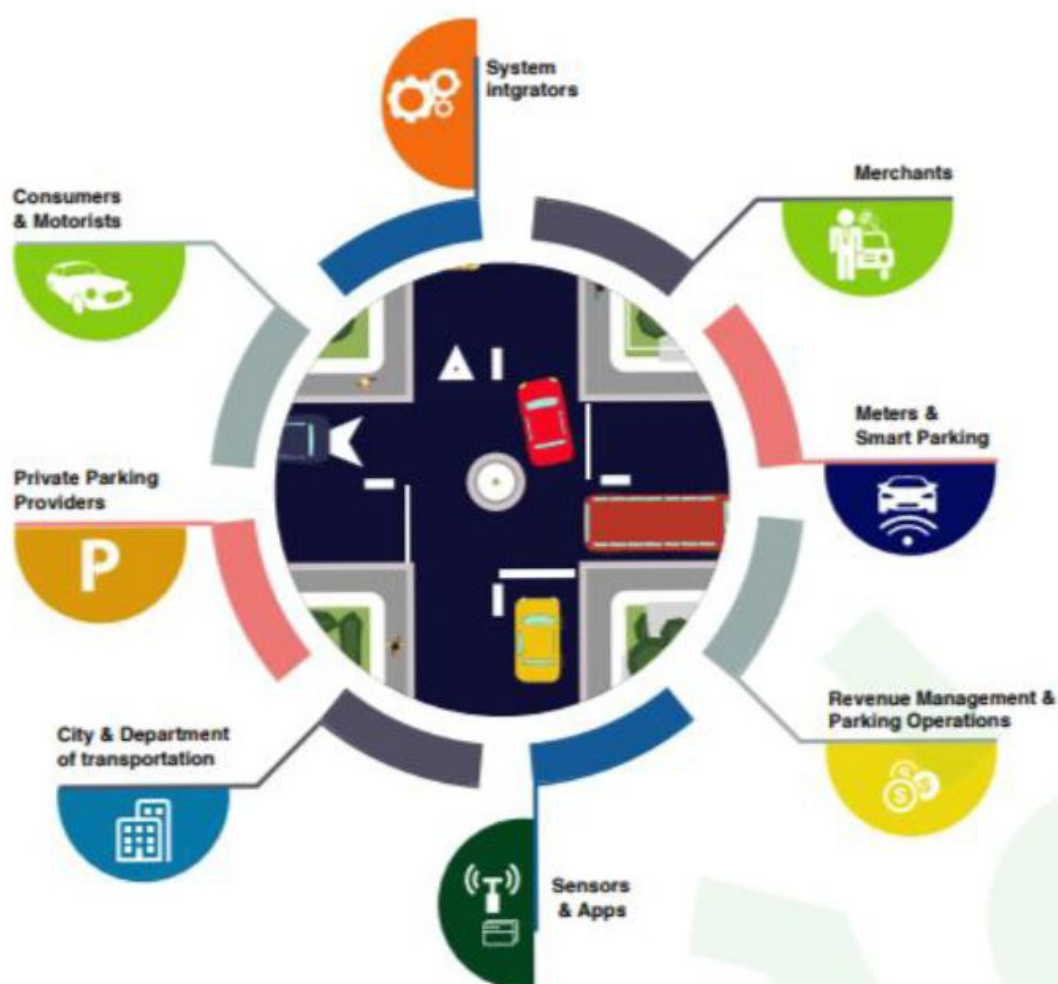 System
intgrators
Merchants
Consumers
& Motorists
Meters &
Smart Parking
Private Parking
Providers
P
Revenue Management &
Parking Operations
City & Department
of transportation
Sensors
& Apps